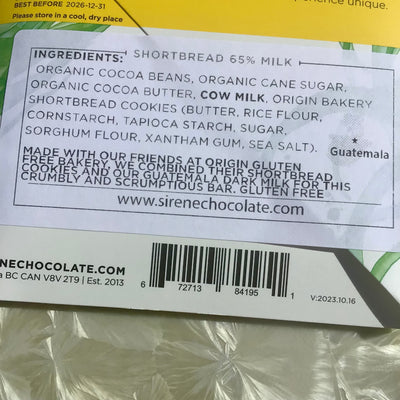 erience unique.
BEST BEFORE 2026-12-31
Please store in a cool, dry place
INGREDIENTS: SHORTBREAD 65% MILK
ORGANIC COCOA BEANS, ORGANIC CANE SUGAR,
ORGANIC COCOA BUTTER, COW MILK, ORIGIN BAKERY
SHORTBREAD COOKIES (BUTTER, RICE FLOUR,
CORNSTARCH, TAPIOCA STARCH, SUGAR,
SORGHUM FLOUR, XANTHAM GUM, SEA SALT).
* Guatemala
MADE WITH OUR FRIENDS AT ORIGIN GLUTEN
FREE BAKERY, WE COMBINED THEIR SHORTBREAD
COOKIES AND OUR GUATEMALA DARK MILK FOR THIS
CRUMBLY AND SCRUMPTIOUS BAR. GLUTEN FREE
www.sirenechocolate.com
ENECHOCOLATE.COM
a BC CAN V8V 2T9 | Est. 2013
6 72713 84195 1
V:2023.10.16